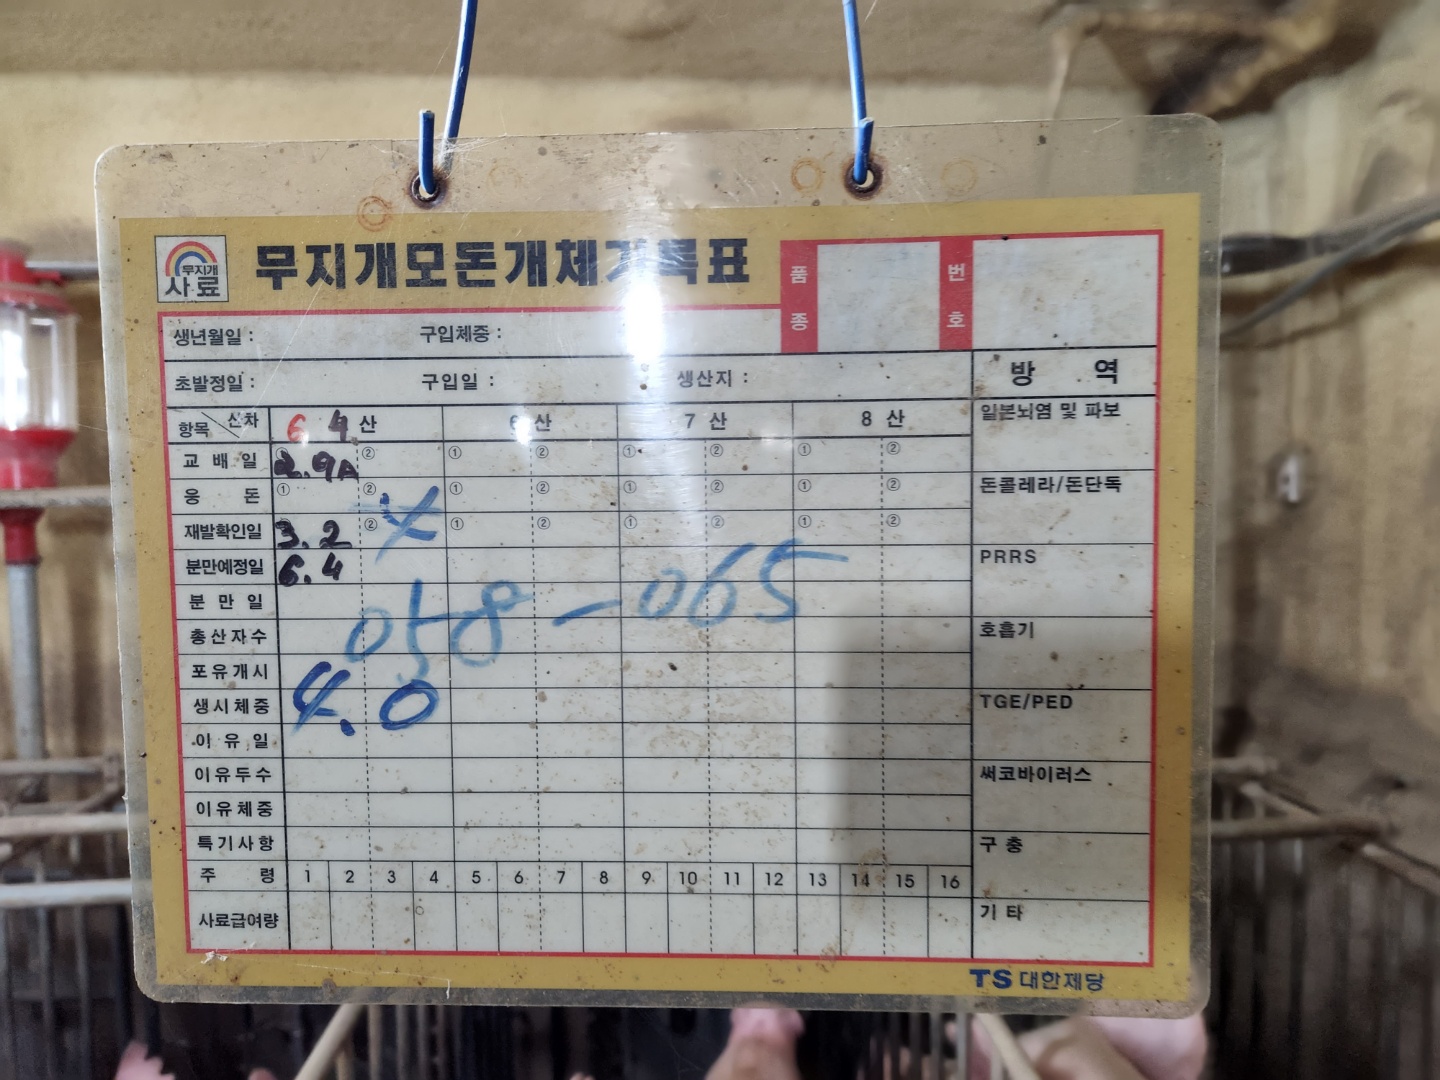 무지개
사료
무지개모돈개체기록표
품종
번호
생년월일 : 구입체중 :
초발정일 : 구입일 : 생산지 :
방 역
항목 산차 6 4 산 6 산 7 산 8 산
일본뇌염 및 파보
교 배 일 2.9A ② ① ② ① ② ① ②
웅 돈 ① ② ① ② ① ② ① ②
돈콜레라/돈단독
재발확인일 3.2 ② ① ② ① ② ① ②
분만예정일 6.4
PRRS
분 만 일
058-065
총산자수
호흡기
포유개시
생시체중 4.0
TGE/PED
이 유 일
이유두수
써코바이러스
이유체중
특기사항
구 충
주 령 1 2 3 4 5 6 7 8 9 10 11 12 13 14 15 16
사료급여량
기 타
TS 대한제당